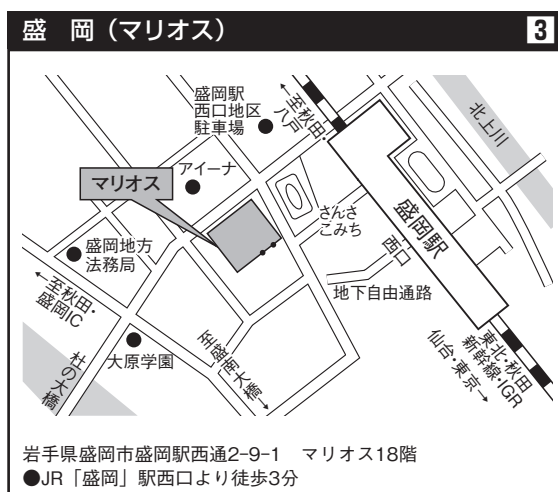 盛　岡（マリオス）
3
盛岡駅
西口地区
駐車場
至秋田・
八戸
北上川
アイーナ
マリオス
さんさ
こみち
盛岡駅
西口
盛岡地方
法務局
地下自由通路
至秋田・
盛岡IC
杜の大橋
大原学園
至盛南大橋
東北・秋田
新幹線・IGR
仙台・東京
岩手県盛岡市盛岡駅西通2-9-1　マリオス18階
●JR「盛岡」駅西口より徒歩3分